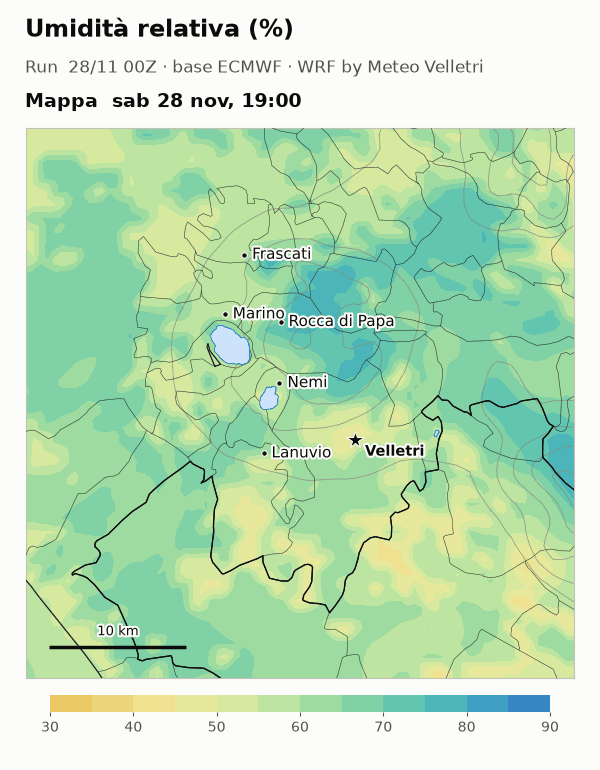 Umidità relativa (%)
Run  28/11 00Z · base ECMWF · WRF by Meteo Velletri
Mappa  sab 28 nov, 19:00
Frascati
Marino
Rocca di Papa
Nemi
Velletri
Lanuvio
10 km
30 40 50 60 70 80 90